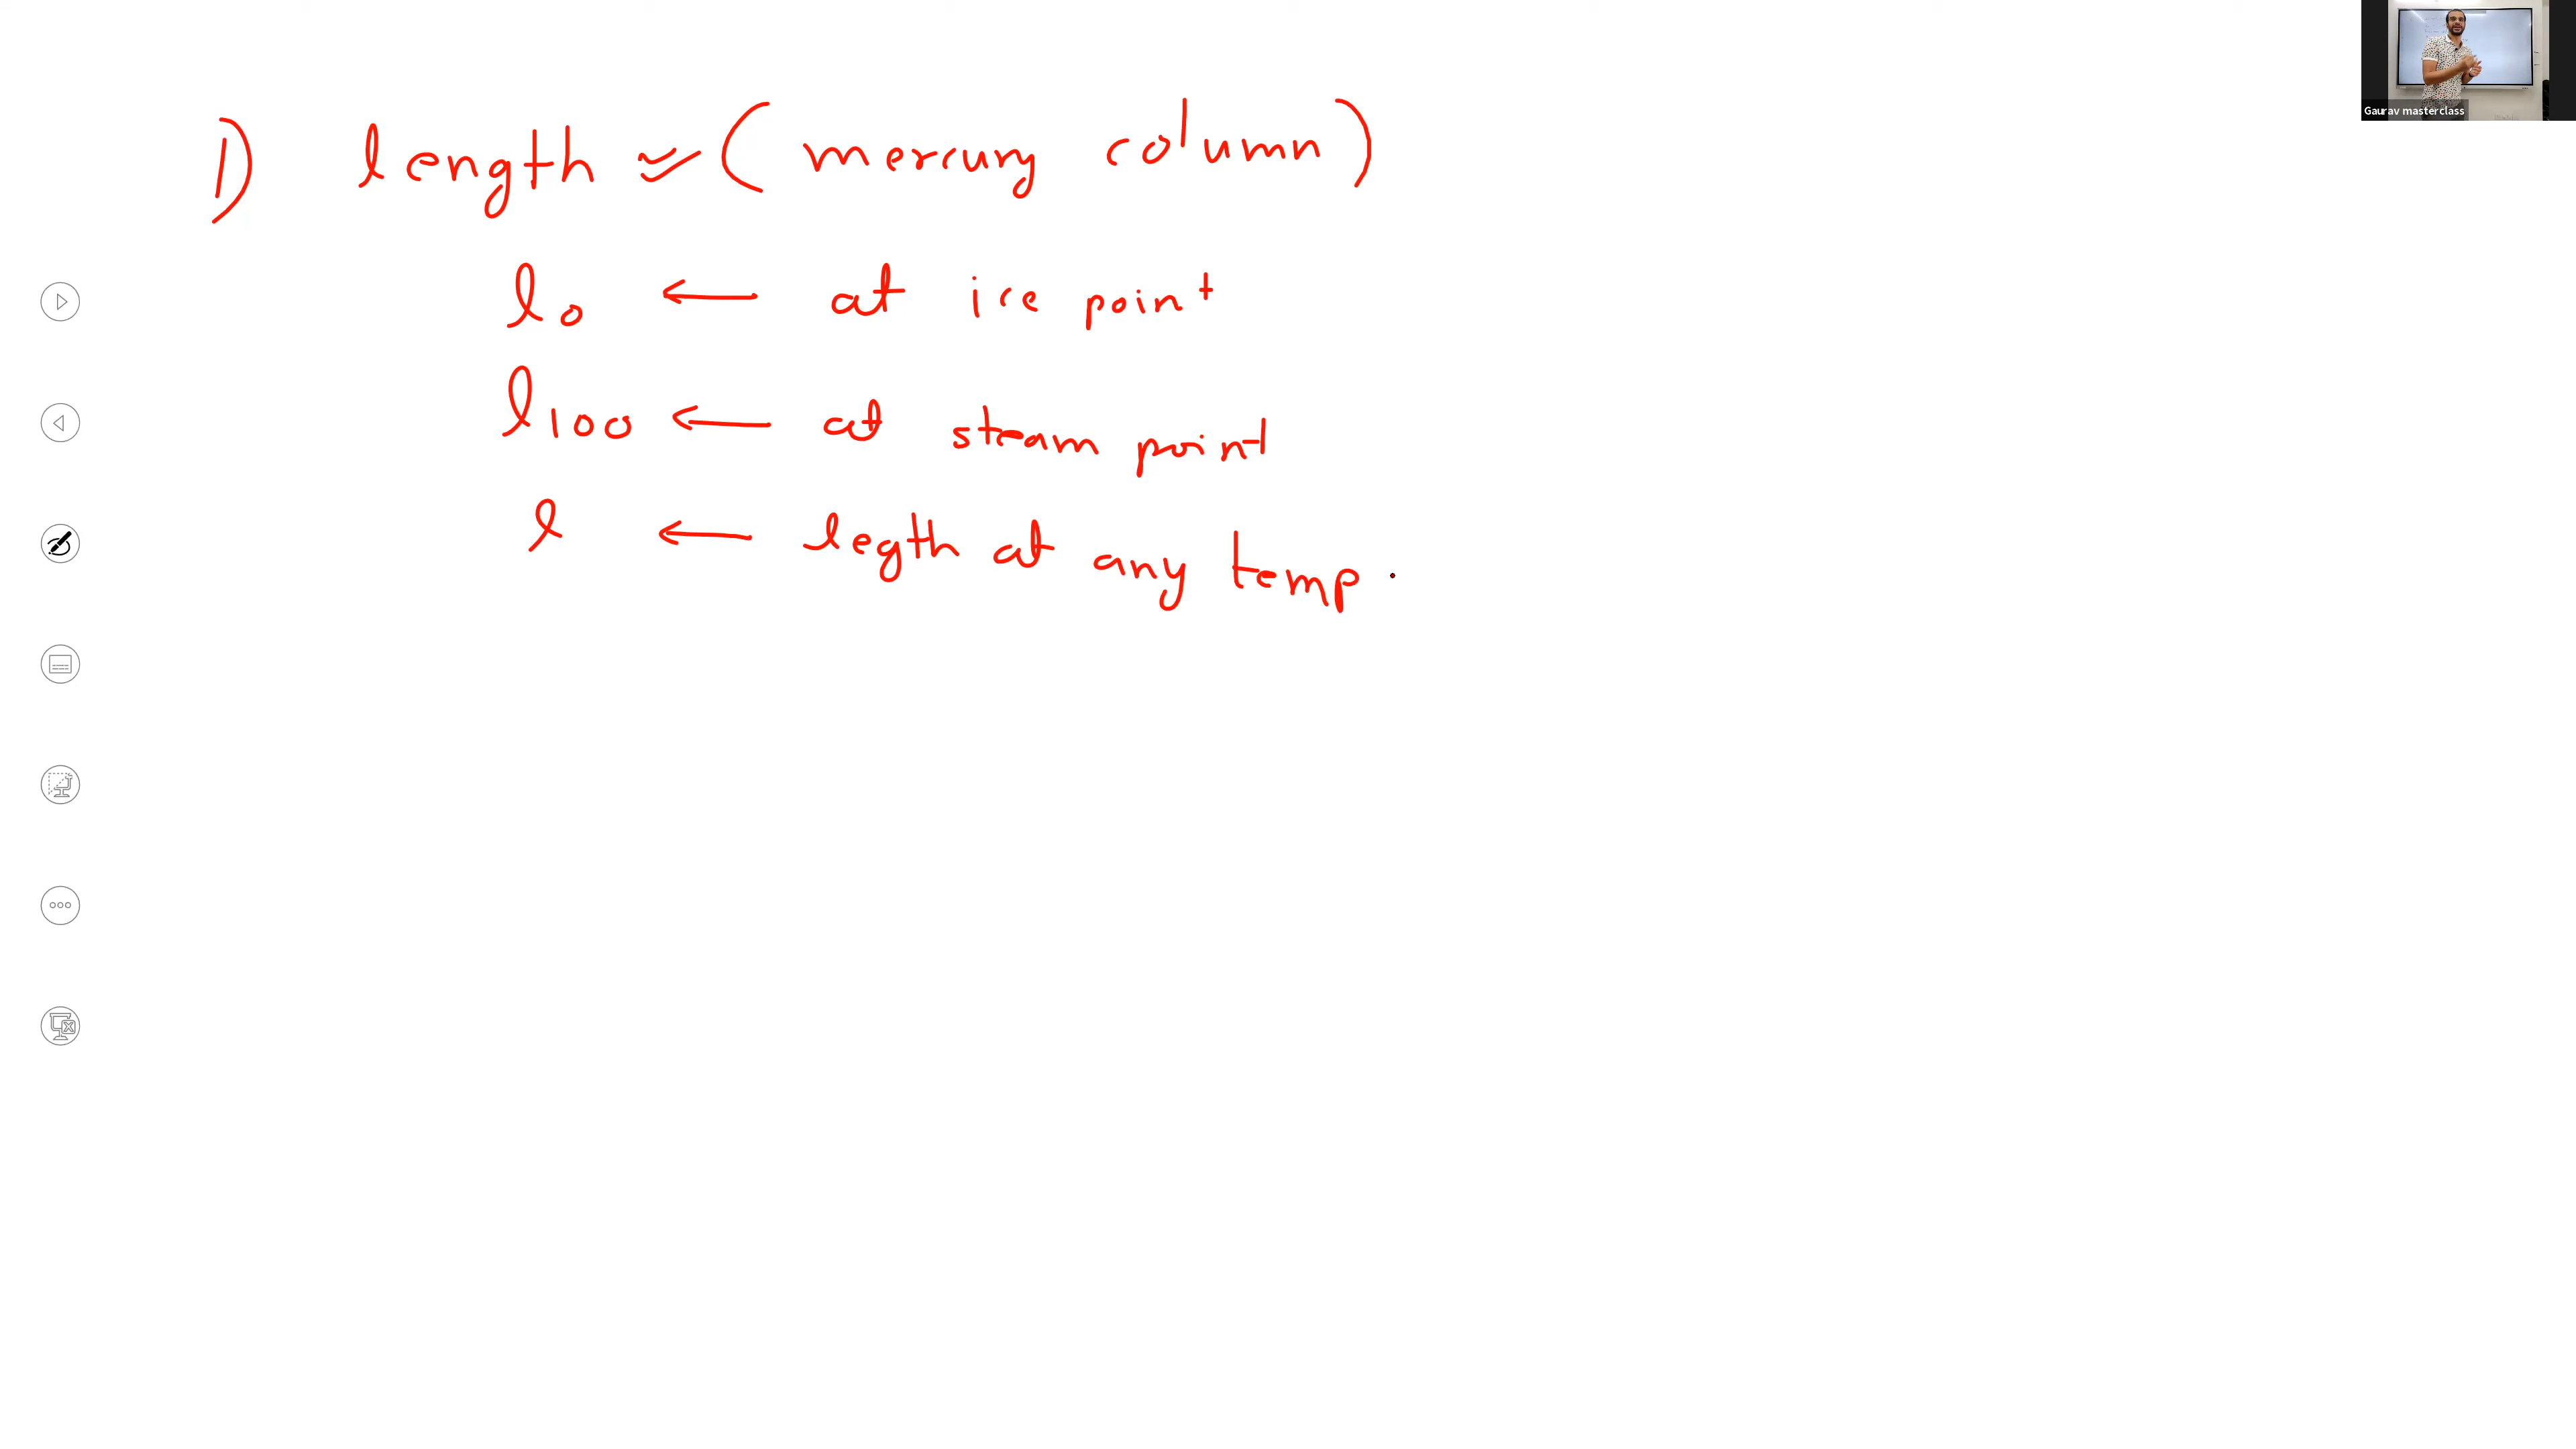 1) length ≈ (mercury column)
l₀ ← at ice point
l₁₀₀ ← at steam point
l ← legth at any temp.
Gaurav masterclass